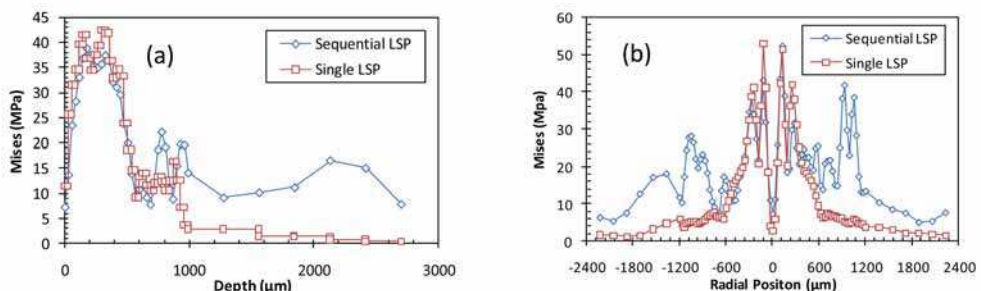 45
40
35
30
25
20
15
10
5
0
Mises (MPa)
(a)
Sequential LSP
Single LSP
0 1000 2000 3000
Depth (μm)
60
50
40
30
20
10
0
Mises (Mpa)
(b)
Sequential LSP
Single LSP
-2400 -1800 -1200 -600 0 600 1200 1800 2400
Radial Positon (μm)